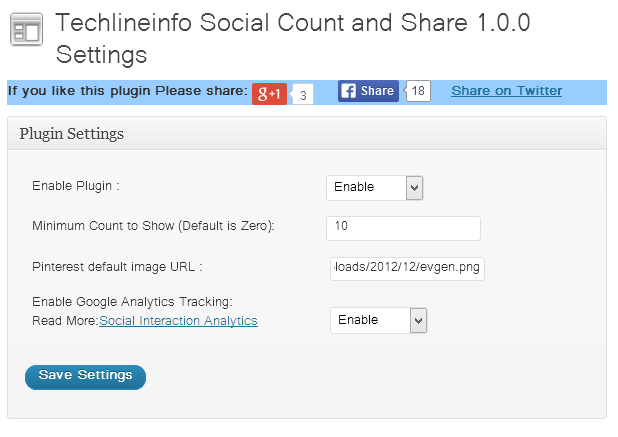 Techlineinfo Social Count and Share 1.0.0
Settings
If you like this plugin Please share: g+1 3 f Share 18 Share on Twitter
Plugin Settings
Enable Plugin : Enable
Minimum Count to Show (Default is Zero): 10
Pinterest default image URL : loads/2012/12/evgen.png
Enable Google Analytics Tracking:
Read More:Social Interaction Analytics Enable
Save Settings